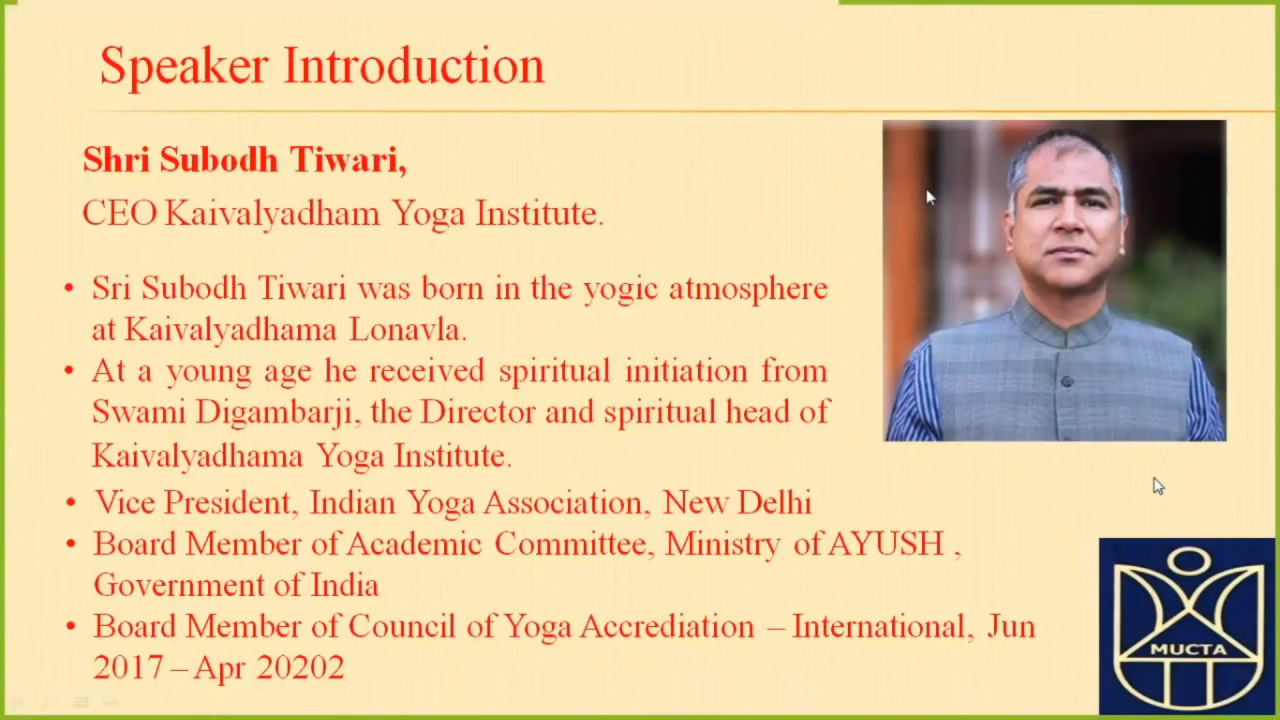 Speaker Introduction
Shri Subodh Tiwari,
CEO Kaivalyadham Yoga Institute.
• Sri Subodh Tiwari was born in the yogic atmosphere
at Kaivalyadhama Lonavla.
• At a young age he received spiritual initiation from
Swami Digambarji, the Director and spiritual head of
Kaivalyadhama Yoga Institute.
• Vice President, Indian Yoga Association, New Delhi
• Board Member of Academic Committee, Ministry of AYUSH ,
Government of India
• Board Member of Council of Yoga Accrediation – International, Jun
2017 – Apr 20202
MUCTA